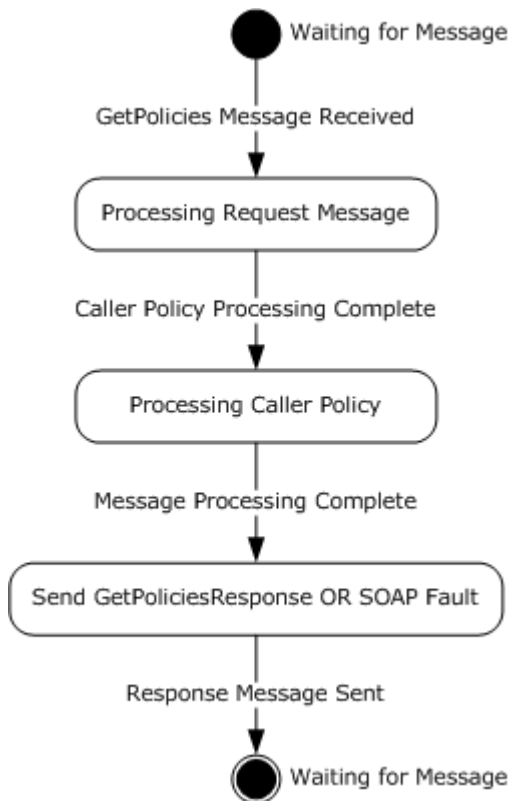 Waiting for Message
GetPolicies Message Received
Processing Request Message
Caller Policy Processing Complete
Processing Caller Policy
Message Processing Complete
Send GetPoliciesResponse OR SOAP Fault
Response Message Sent
Waiting for Message